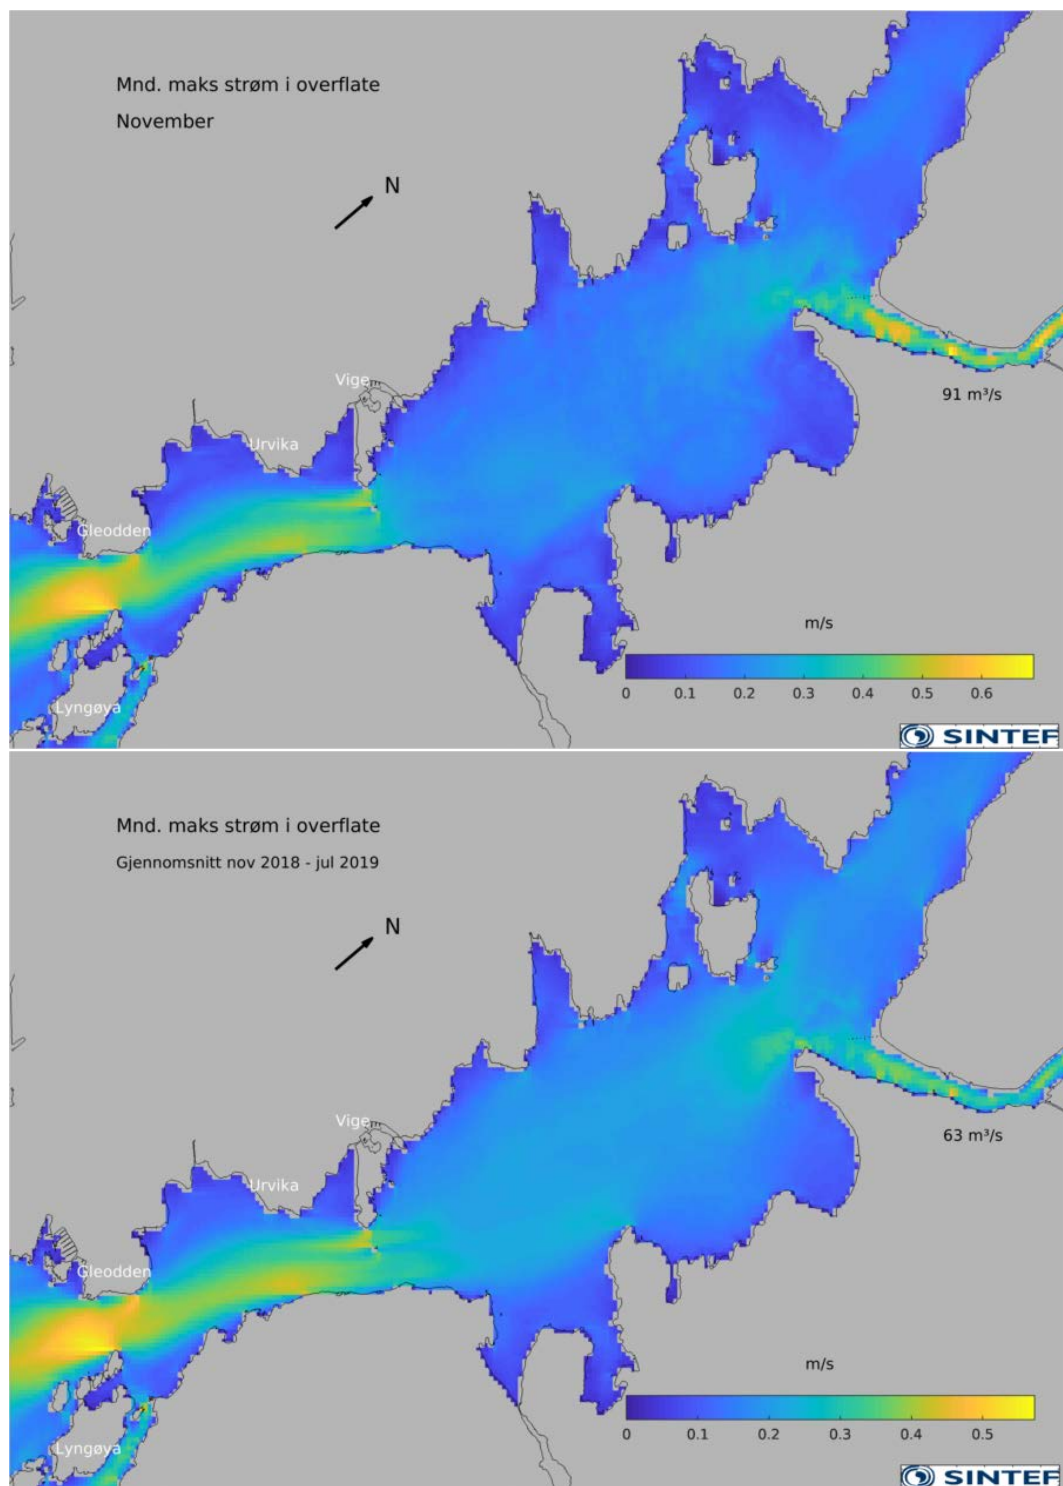 Mnd. maks strøm i overflate
November
N
Vige
Urvika
Gleodden
Lyngøya
91 m³/s
m/s
0 0.1 0.2 0.3 0.4 0.5 0.6
SINTEF
Mnd. maks strøm i overflate
Gjennomsnitt nov 2018 - jul 2019
N
63 m³/s
Vige
Urvika
Gleodden
Lyngøya
m/s
0 0.1 0.2 0.3 0.4 0.5
SINTEF